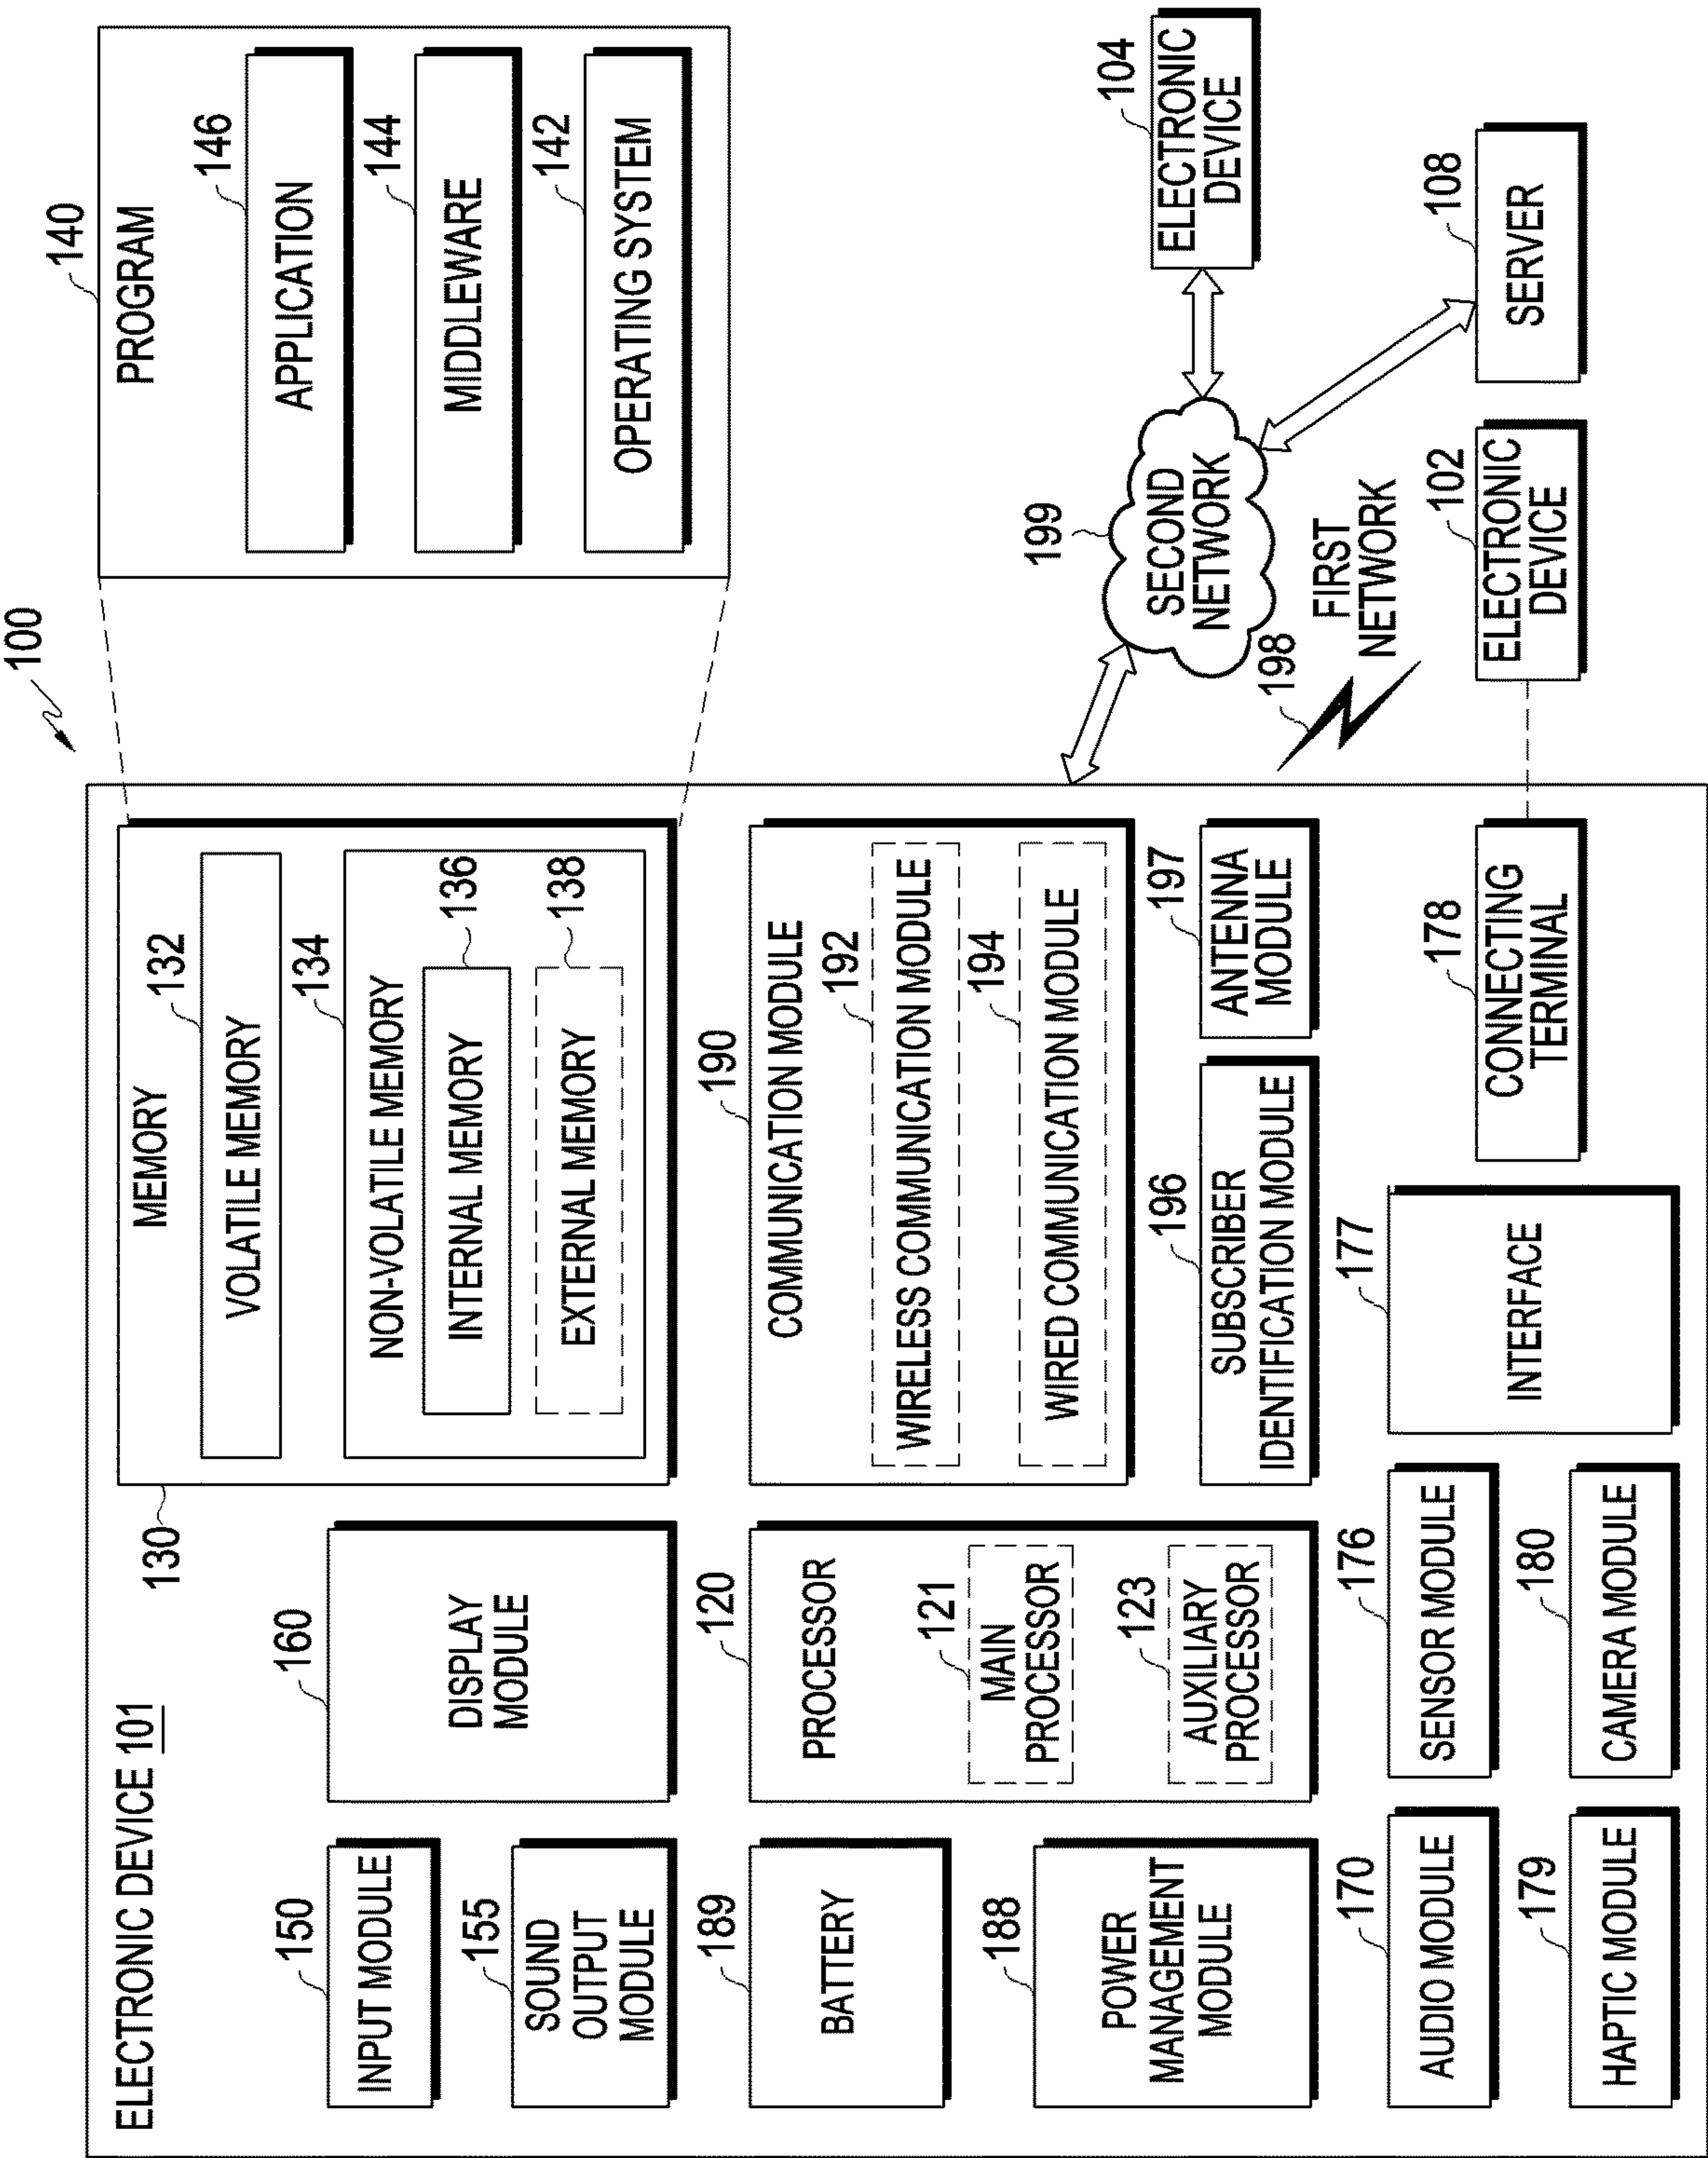 100
ELECTRONIC DEVICE 101
130
MEMORY
132
VOLATILE MEMORY
134
NON-VOLATILE MEMORY
136
INTERNAL MEMORY
138
EXTERNAL MEMORY
140
PROGRAM
146
APPLICATION
144
MIDDLEWARE
142
OPERATING SYSTEM
150
INPUT MODULE
155
SOUND
OUTPUT
MODULE
160
DISPLAY
MODULE
189
BATTERY
188
POWER
MANAGEMENT
MODULE
120
PROCESSOR
121
MAIN
PROCESSOR
123
AUXILIARY
PROCESSOR
190
COMMUNICATION MODULE
192
WIRELESS COMMUNICATION MODULE
194
WIRED COMMUNICATION MODULE
196
SUBSCRIBER
IDENTIFICATION MODULE
197
ANTENNA
MODULE
199
SECOND
NETWORK
104
ELECTRONIC
DEVICE
198
FIRST
NETWORK
108
SERVER
102
ELECTRONIC
DEVICE
170
AUDIO MODULE
176
SENSOR MODULE
177
INTERFACE
178
CONNECTING
TERMINAL
179
HAPTIC MODULE
180
CAMERA MODULE